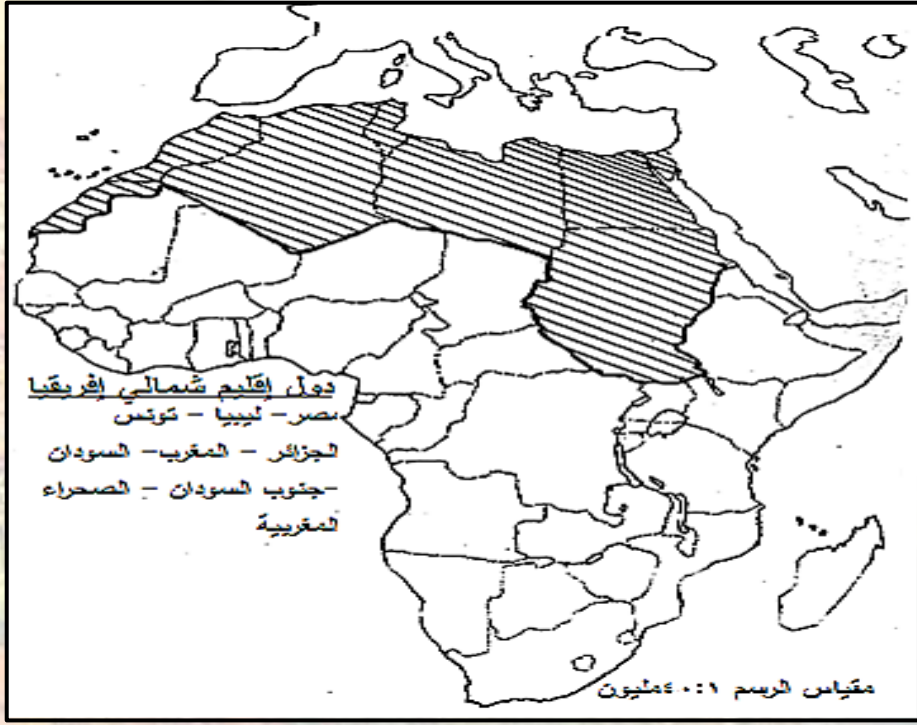 دول إقليم شمالي إفريقيا
مصر- ليبيا - تونس
الجزائر - المغرب- السودان
-جنوب السودان - الصحراء
المغربية
مقياس الرسم ١:٤٠مليون